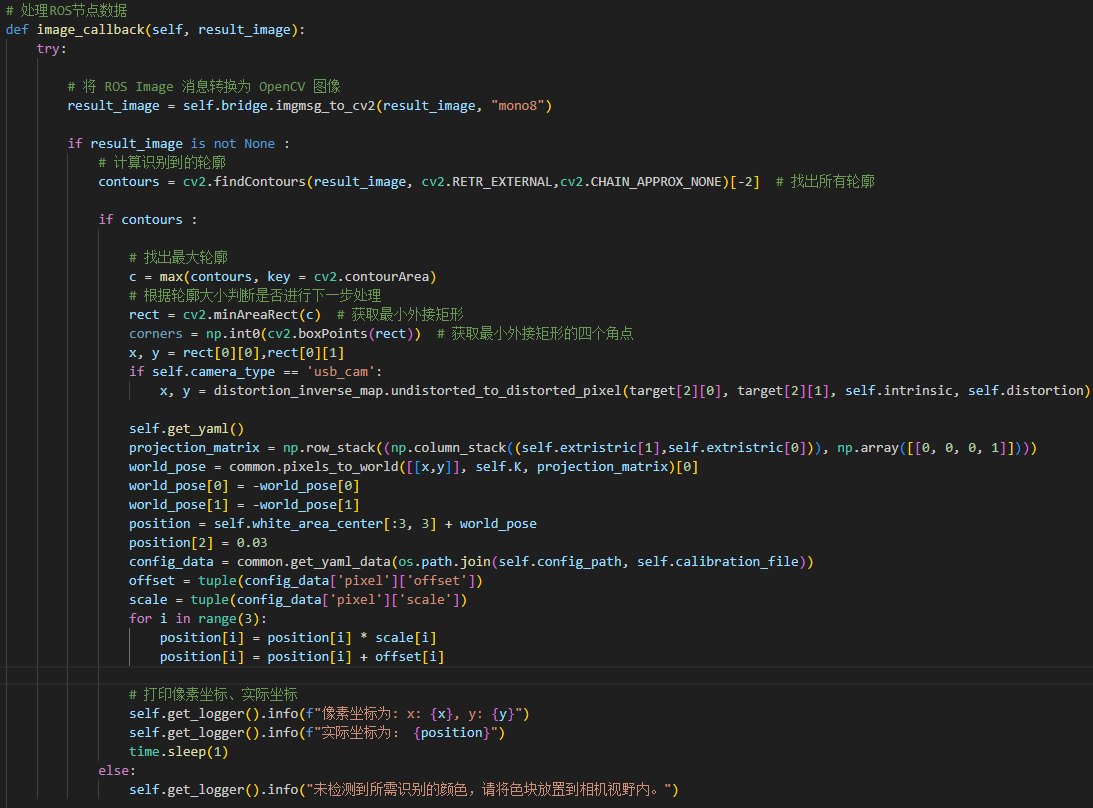 # 处理ROS节点数据
def image_callback(self, result_image):
try:
# 将 ROS Image 消息转换为 OpenCV 图像
result_image = self.bridge.imgmsg_to_cv2(result_image, "mono8")
if result_image is not None :
# 计算识别到的轮廓
contours = cv2.findContours(result_image, cv2.RETR_EXTERNAL,cv2.CHAIN_APPROX_NONE)[-2]  # 找出所有轮廓
if contours :
# 找出最大轮廓
c = max(contours, key = cv2.contourArea)
# 根据轮廓大小判断是否进行下一步处理
rect = cv2.minAreaRect(c)  # 获取最小外接矩形
corners = np.int0(cv2.boxPoints(rect))  # 获取最小外接矩形的四个角点
x, y = rect[0][0],rect[0][1]
if self.camera_type == 'usb_cam':
x, y = distortion_inverse_map.undistorted_to_distorted_pixel(target[2][0], target[2][1], self.intrinsic, self.distortion)
self.get_yaml()
projection_matrix = np.row_stack((np.column_stack((self.extristric[1],self.extristric[0])), np.array([[0, 0, 0, 1]])))
world_pose = common.pixels_to_world([[x,y]], self.K, projection_matrix)[0]
world_pose[0] = -world_pose[0]
world_pose[1] = -world_pose[1]
position = self.white_area_center[:3, 3] + world_pose
position[2] = 0.03
config_data = common.get_yaml_data(os.path.join(self.config_path, self.calibration_file))
offset = tuple(config_data['pixel']['offset'])
scale = tuple(config_data['pixel']['scale'])
for i in range(3):
position[i] = position[i] * scale[i]
position[i] = position[i] + offset[i]
# 打印像素坐标、实际坐标
self.get_logger().info(f"像素坐标为: x: {x}, y: {y}")
self.get_logger().info(f"实际坐标为： {position}")
time.sleep(1)
else:
self.get_logger().info("未检测到所需识别的颜色，请将色块放置到相机视野内。")